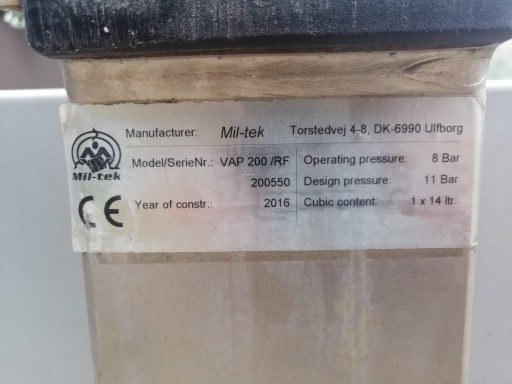 Manufacturer: Mil-tek Torstedvej 4-8, DK-6990 Ulfborg
Mil-tek
Model/SerieNr.: VAP 200 /RF Operating pressure: 8 Bar
200550 Design pressure: 11 Bar
CE Year of constr.: 2016 Cubic content: 1 x 14 ltr.